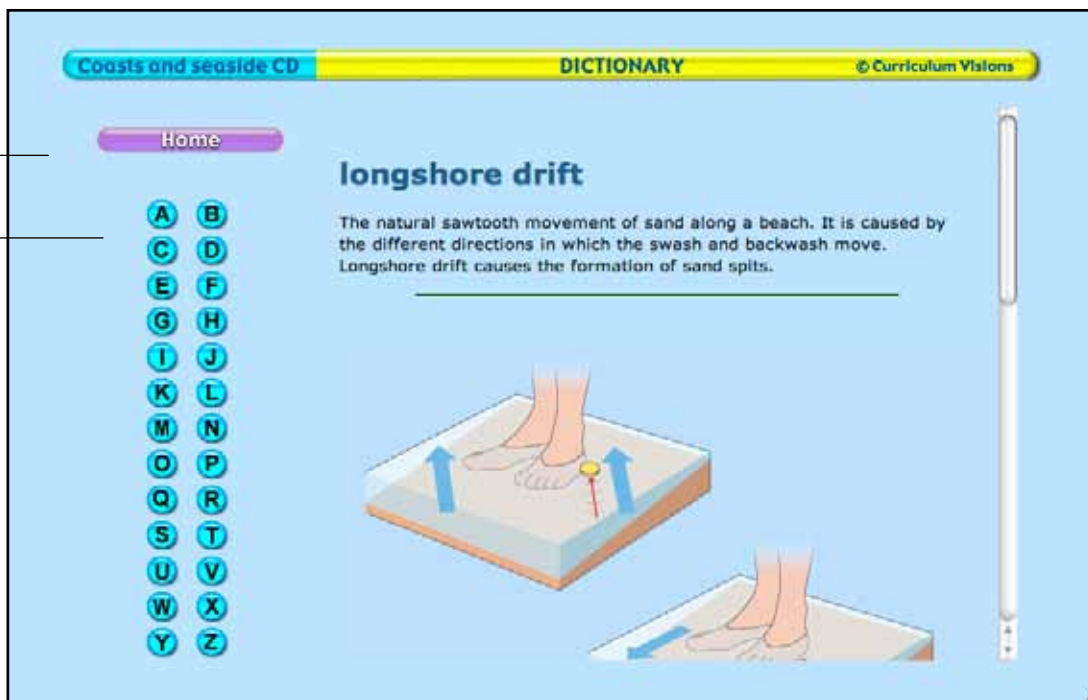 Coasts and seaside CD DICTIONARY © Curriculum Visions
Home
longshore drift
The natural sawtooth movement of sand along a beach. It is caused by
the different directions in which the swash and backwash move.
Longshore drift causes the formation of sand spits.
A B
C D
E F
G H
I J
K L
M N
O P
Q R
S T
U V
W X
Y Z